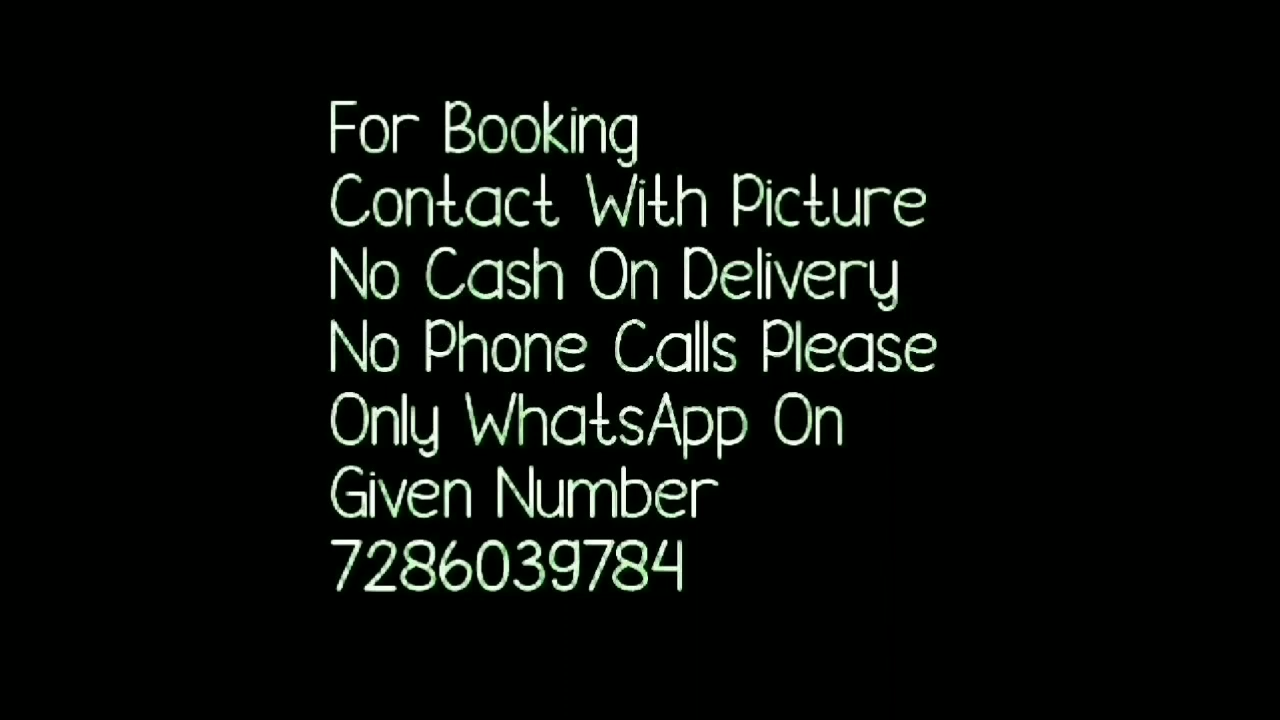 For Booking
Contact With Picture
No Cash On Delivery
No Phone Calls Please
Only WhatsApp On
Given Number
7286039784